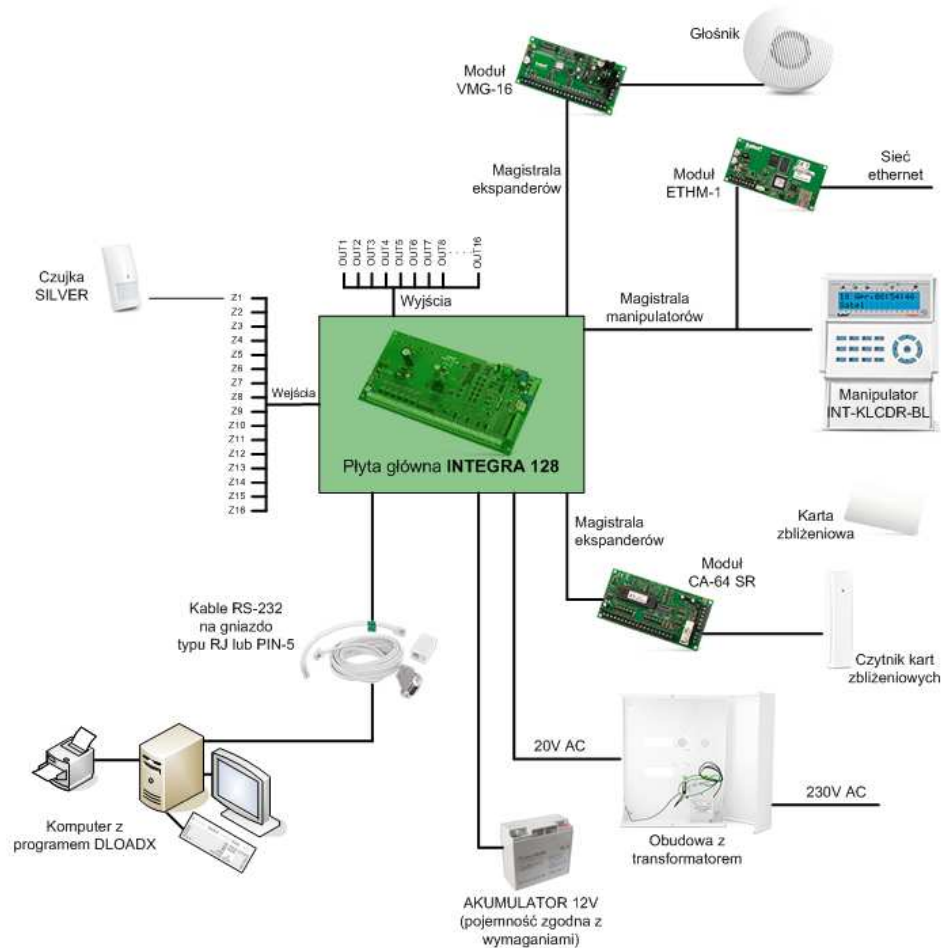 Głośnik
Moduł
VMG-16
Magistrala
ekspanderów
Moduł
ETHM-1
Sieć
ethernet
OUT1
OUT2
OUT3
OUT4
OUT5
OUT6
OUT7
OUT8
OUT16
Wyjścia
Czujka
SILVER
Z1
Z2
Z3
Z4
Z5
Z6
Z7
Z8
Z9
Z10
Z11
Z12
Z13
Z14
Z15
Z16
Wejścia
Magistrala
manipulatorów
Manipulator
INT-KLCDR-BL
Płyta główna INTEGRA 128
Magistrala
ekspanderów
Karta
zbliżeniowa
Moduł
CA-64 SR
Czytnik kart
zbliżeniowych
Kable RS-232
na gniazdo
typu RJ lub PIN-5
20V AC
230V AC
Obudowa z
transformatorem
Komputer z
programem DLOADX
AKUMULATOR 12V
(pojemność zgodna z
wymaganiami)